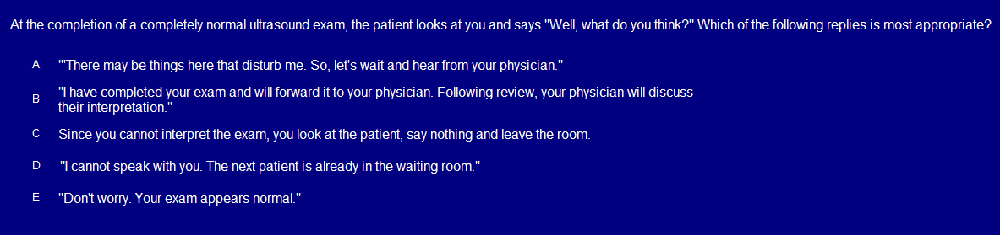 At the completion of a completely normal ultrasound exam, the patient looks at you and says "Well, what do you think?" Which of the following replies is most appropriate?
A "'There may be things here that disturb me. So, let's wait and hear from your physician."
B "I have completed your exam and will forward it to your physician. Following review, your physician will discuss
their interpretation."
C Since you cannot interpret the exam, you look at the patient, say nothing and leave the room.
D "I cannot speak with you. The next patient is already in the waiting room."
E "Don't worry. Your exam appears normal."